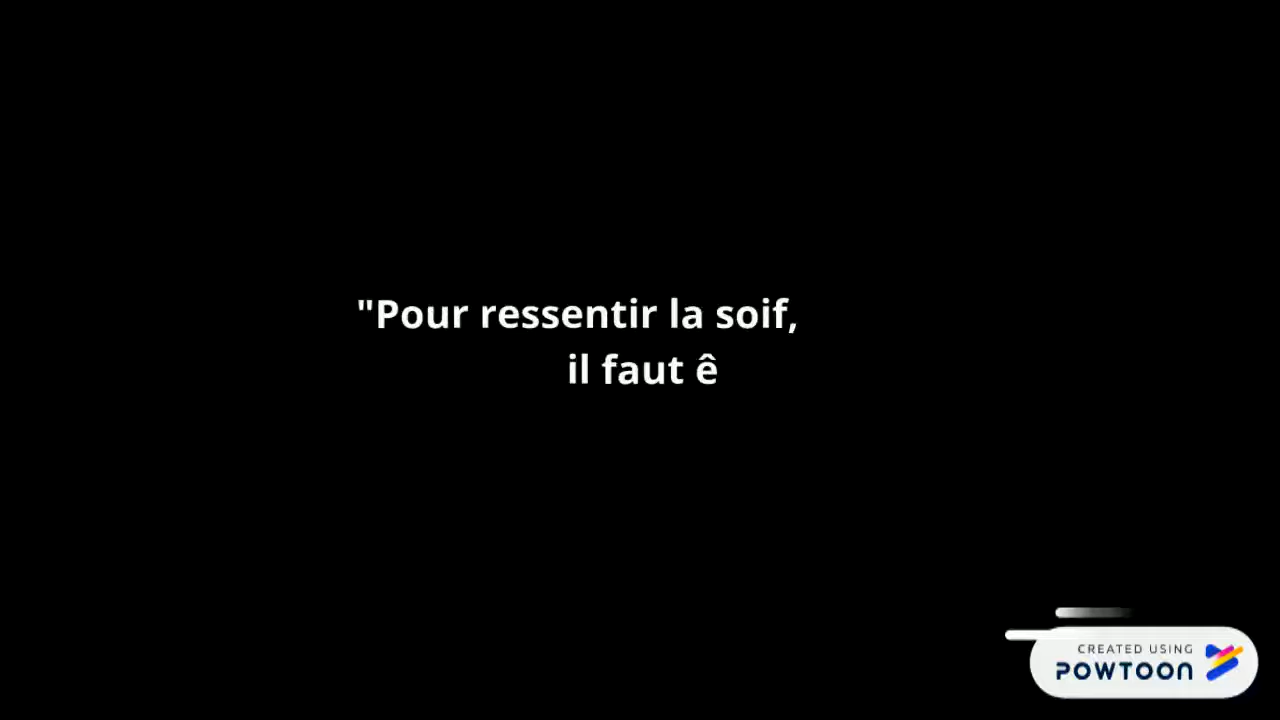 "Pour ressentir la soif,
il faut ê
CREATED USING
POWTOON